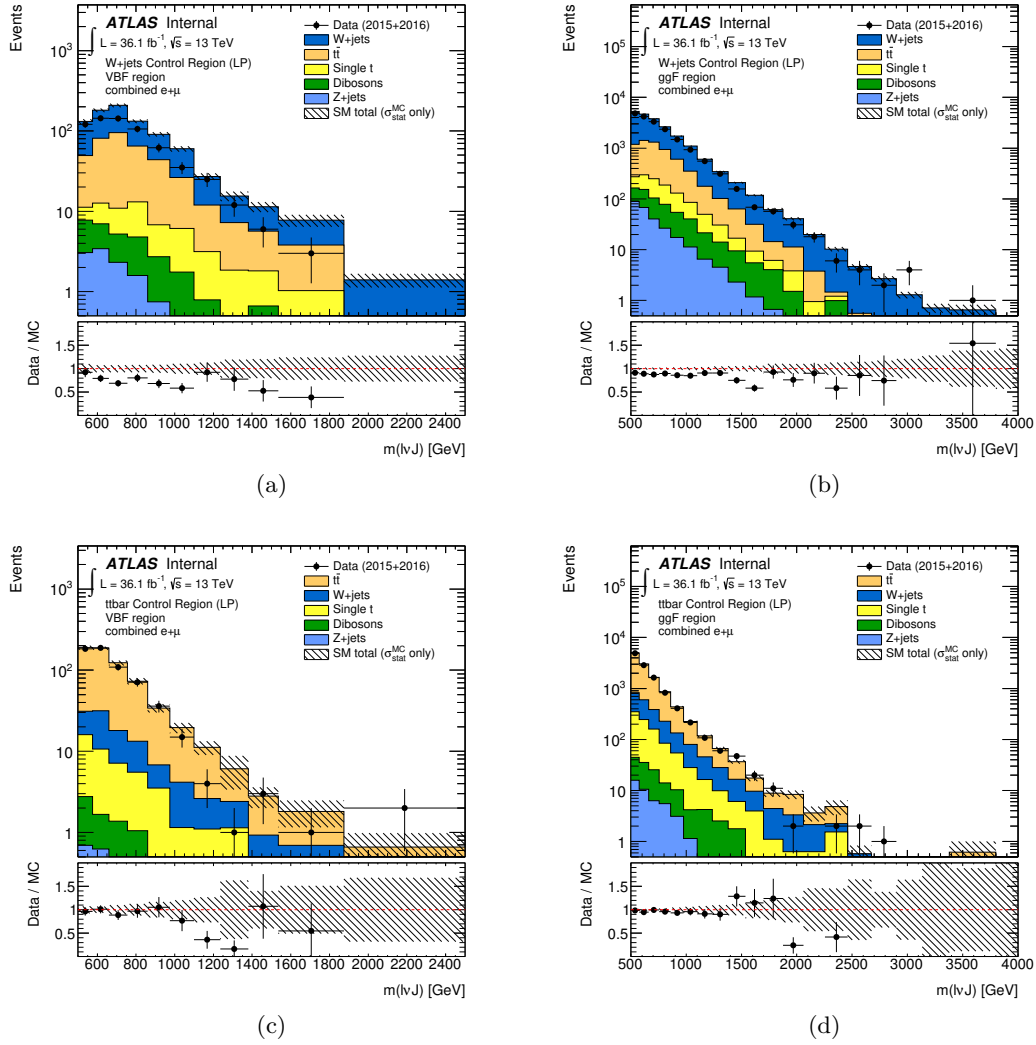 Events
10³
10²
10
1
ATLAS Internal
∫ L = 36.1 fb⁻¹, √s = 13 TeV
W+jets Control Region (LP)
VBF region
combined e+μ
Data (2015+2016)
W+jets
tt̄
Single t
Dibosons
Z+jets
SM total (σ^MC_stat only)
Data / MC
1.5
1
0.5
600 800 1000 1200 1400 1600 1800 2000 2200 2400
m(lνJ) [GeV]
(a)
Events
10⁵
10⁴
10³
10²
10
1
ATLAS Internal
∫ L = 36.1 fb⁻¹, √s = 13 TeV
W+jets Control Region (LP)
ggF region
combined e+μ
Data (2015+2016)
W+jets
tt̄
Single t
Dibosons
Z+jets
SM total (σ^MC_stat only)
Data / MC
1.5
1
0.5
500 1000 1500 2000 2500 3000 3500 4000
m(lνJ) [GeV]
(b)
Events
10³
10²
10
1
ATLAS Internal
∫ L = 36.1 fb⁻¹, √s = 13 TeV
ttbar Control Region (LP)
VBF region
combined e+μ
Data (2015+2016)
tt̄
W+jets
Single t
Dibosons
Z+jets
SM total (σ^MC_stat only)
Data / MC
1.5
1
0.5
600 800 1000 1200 1400 1600 1800 2000 2200 2400
m(lνJ) [GeV]
(c)
Events
10⁵
10⁴
10³
10²
10
1
ATLAS Internal
∫ L = 36.1 fb⁻¹, √s = 13 TeV
ttbar Control Region (LP)
ggF region
combined e+μ
Data (2015+2016)
tt̄
W+jets
Single t
Dibosons
Z+jets
SM total (σ^MC_stat only)
Data / MC
1.5
1
0.5
500 1000 1500 2000 2500 3000 3500 4000
m(lνJ) [GeV]
(d)